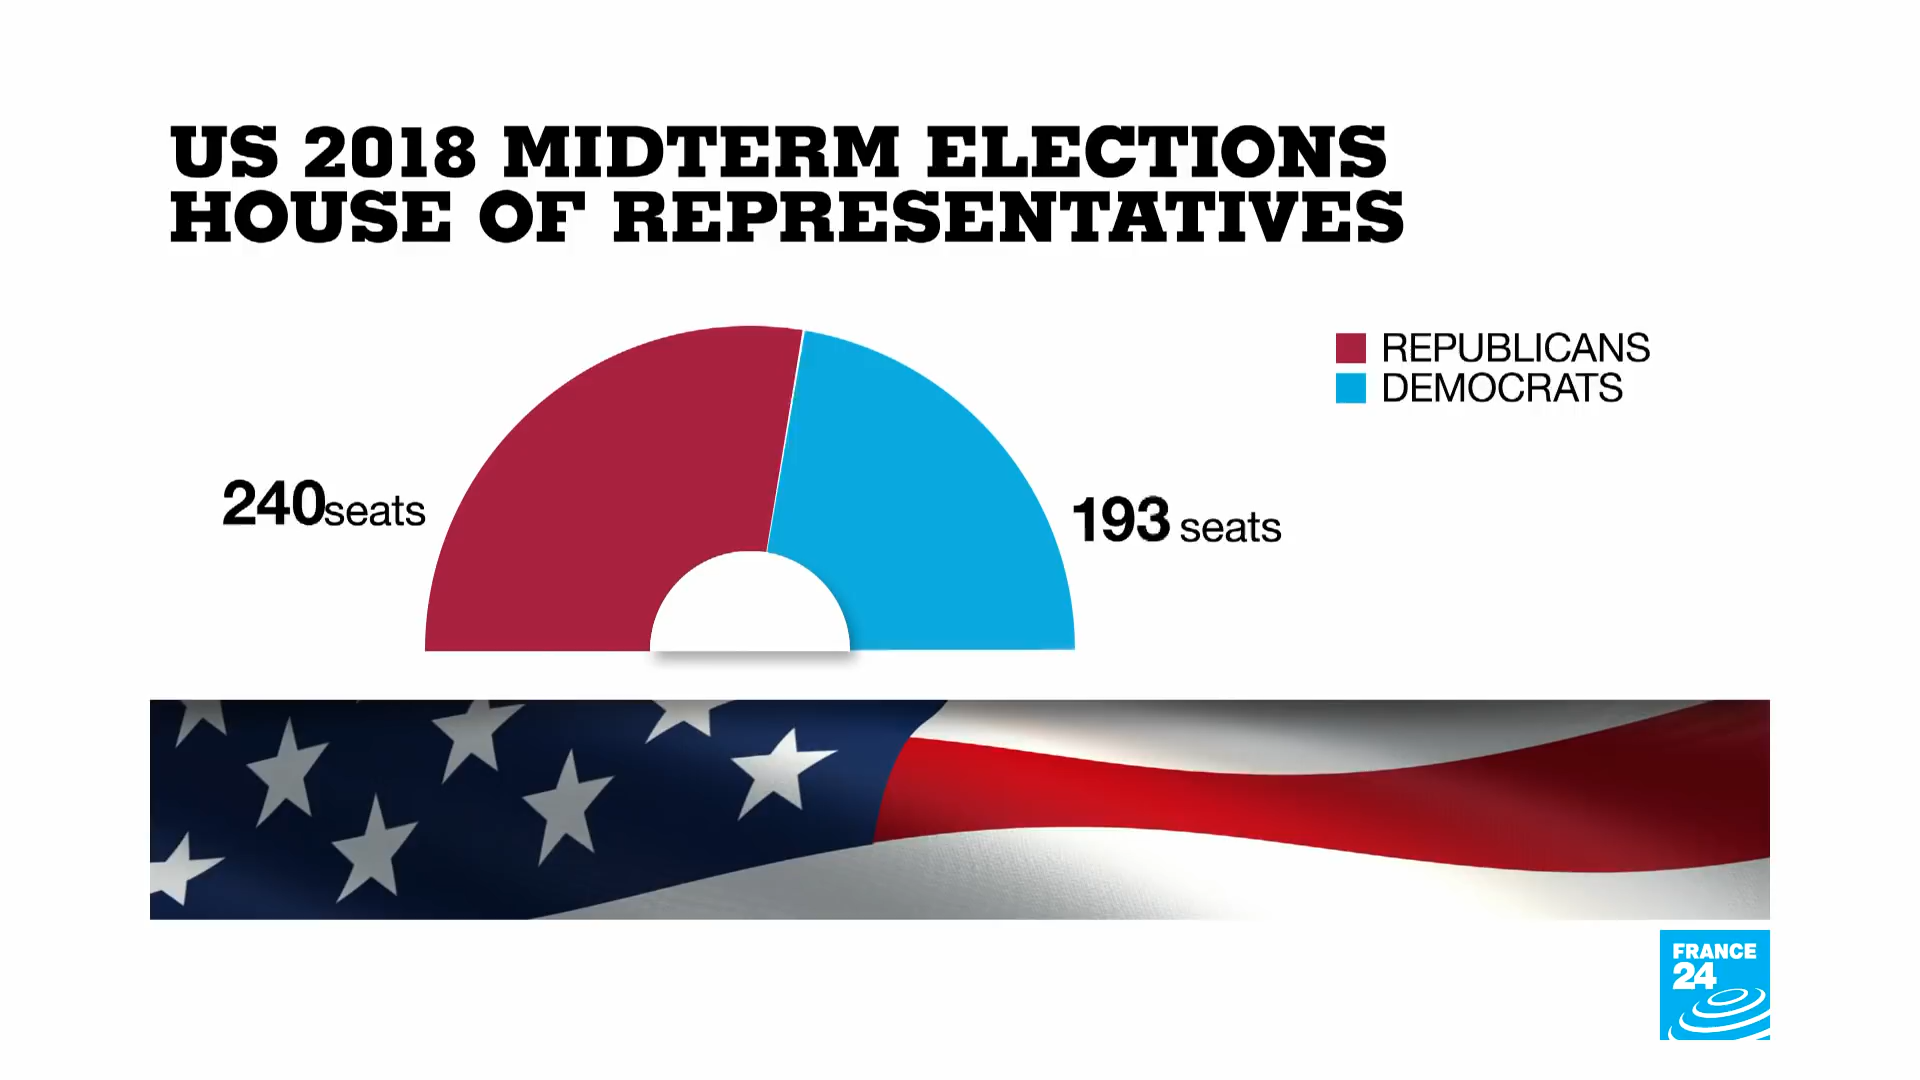 US 2018 MIDTERM ELECTIONS
HOUSE OF REPRESENTATIVES
REPUBLICANS
DEMOCRATS
240seats
193 seats
FRANCE
24